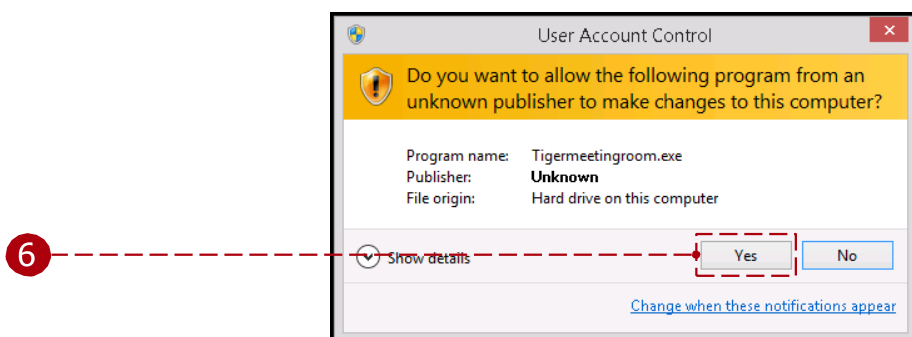 User Account Control
Do you want to allow the following program from an
unknown publisher to make changes to this computer?
Program name: Tigermeetingroom.exe
Publisher: Unknown
File origin: Hard drive on this computer
6
Show details
Yes
No
Change when these notifications appear